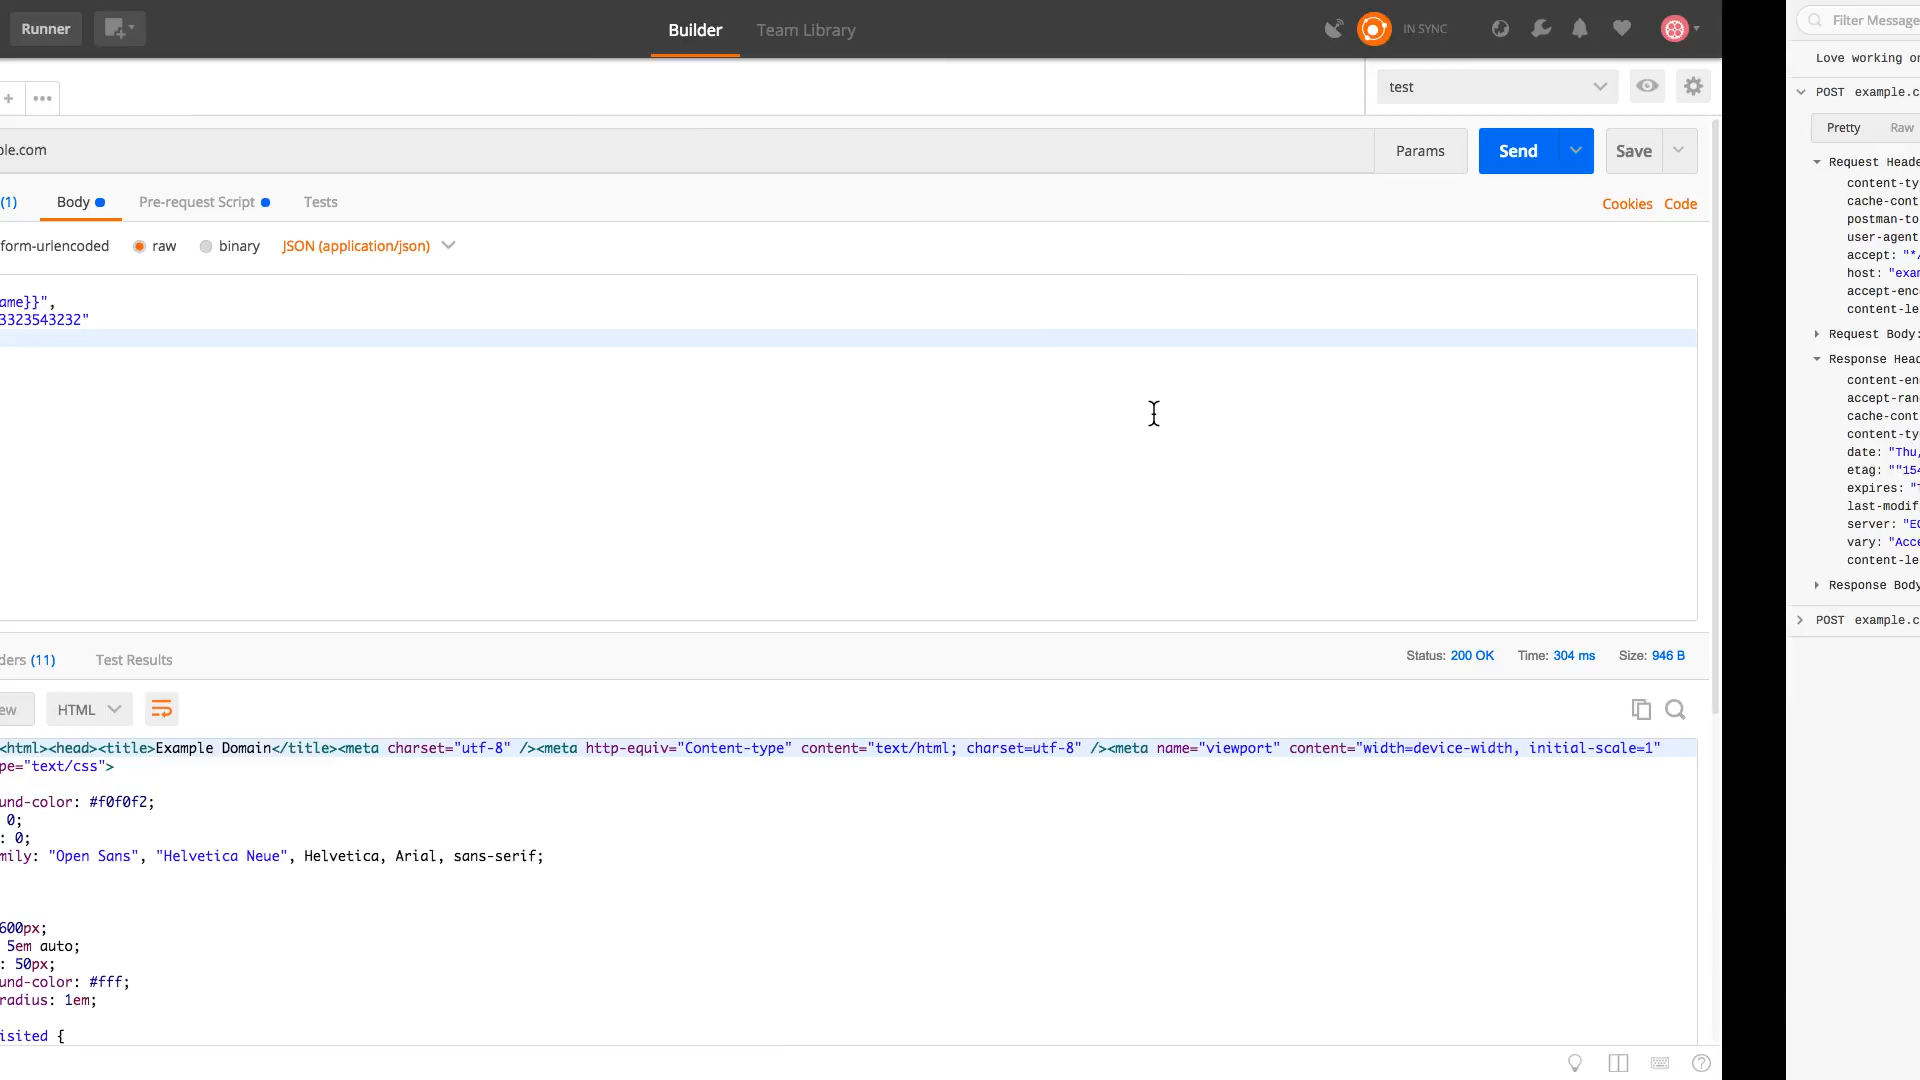 Runner
Builder
Team Library
IN SYNC
+
•••
test
ple.com
Params
Send
Save
(1)
Body
Pre-request Script
Tests
Cookies
Code
form-urlencoded
raw
binary
JSON (application/json)
ame}}",
3323543232"
ders (11)
Test Results
Status: 200 OK
Time: 304 ms
Size: 946 B
ew
HTML
<html><head><title>Example Domain</title><meta charset="utf-8" /><meta http-equiv="Content-type" content="text/html; charset=utf-8" /><meta name="viewport" content="width=device-width, initial-scale=1"
pe="text/css">
und-color: #f0f0f2;
0;
: 0;
mily: "Open Sans", "Helvetica Neue", Helvetica, Arial, sans-serif;
600px;
5em auto;
: 50px;
und-color: #fff;
radius: 1em;
isited {
Filter Message
Love working on
POST example.c
Pretty
Raw
Request Heade
content-ty
cache-cont
postman-to
user-agent
accept: "*/
host: "exam
accept-enc
content-le
Request Body:
Response Head
content-en
accept-ran
cache-cont
content-ty
date: "Thu,
etag: ""154
expires: "T
last-modif
server: "EC
vary: "Acce
content-le
Response Body
POST example.c